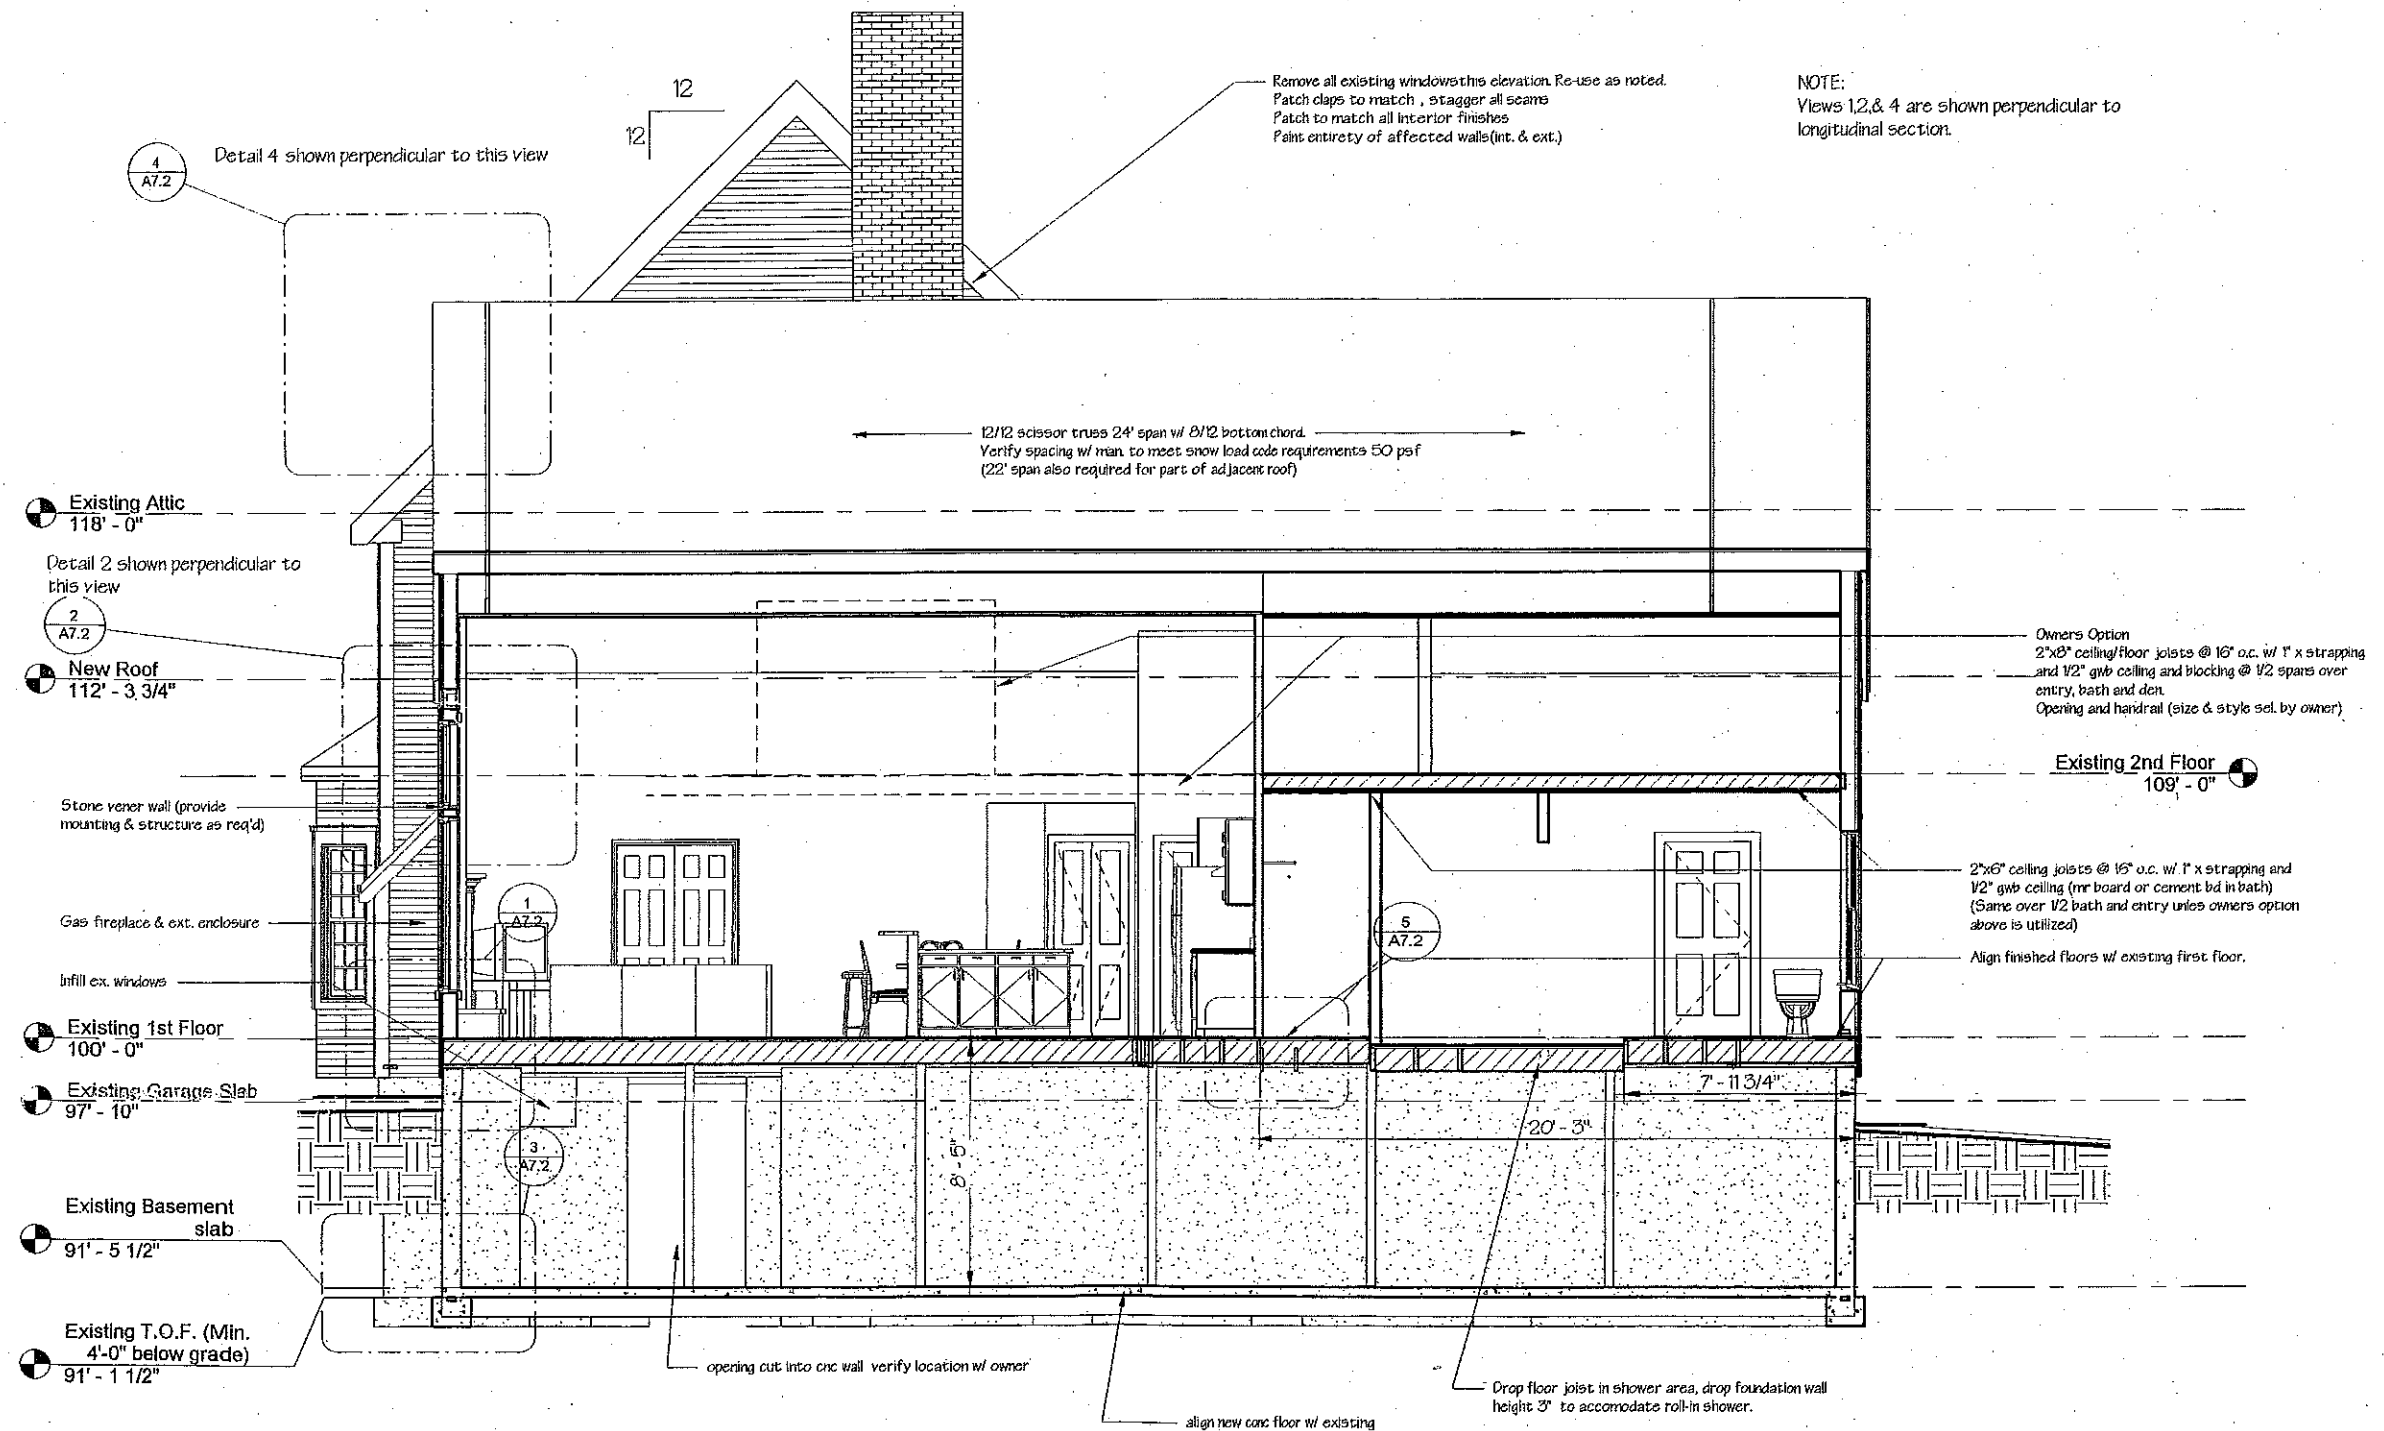 12
12
Remove all existing windowsthis elevation. Re-use as noted.
Patch claps to match , stagger all seams
Patch to match all interior finishes
Paint entirety of affected walls(int. & ext.)
NOTE:
Views 1,2,& 4 are shown perpendicular to
longitudinal section.
4
A7.2
Detail 4 shown perpendicular to this view
12/12 scissor truss 24' span w/ 8/12 bottom chord.
Verify spacing w/ man. to meet snow load code requirements 50 psf
(22' span also required for part of adjacent roof)
Existing Attic
118' - 0"
Detail 2 shown perpendicular to
this view
2
A7.2
New Roof
112' - 3 3/4"
Owners Option
2"x8" ceiling/floor joists @ 16" o.c. w/ 1" x strapping
and 1/2" gwb ceiling and blocking @ 1/2 spans over
entry, bath and den.
Opening and handrail (size & style sel. by owner)
Existing 2nd Floor
109' - 0"
Stone vener wall (provide
mounting & structure as req'd)
2"x6" ceiling joists @ 16" o.c. w/ 1" x strapping and
1/2" gwb ceiling (mr board or cement bd in bath)
(Same over 1/2 bath and entry unles owners option
above is utilized)
1
A7.2
5
A7.2
Gas fireplace & ext. enclosure
Align finished floors w/ existing first floor.
Infill ex. windows
Existing 1st Floor
100' - 0"
Existing Garage Slab
97' - 10"
7' - 11 3/4"
20' - 3"
8' - 5"
3
A7.2
Existing Basement
slab
91' - 5 1/2"
Existing T.O.F. (Min.
4'-0" below grade)
91' - 1 1/2"
opening cut into cnc wall verify location w/ owner
Drop floor joist in shower area, drop foundation wall
height 3" to accomodate roll-in shower.
align new conc floor w/ existing